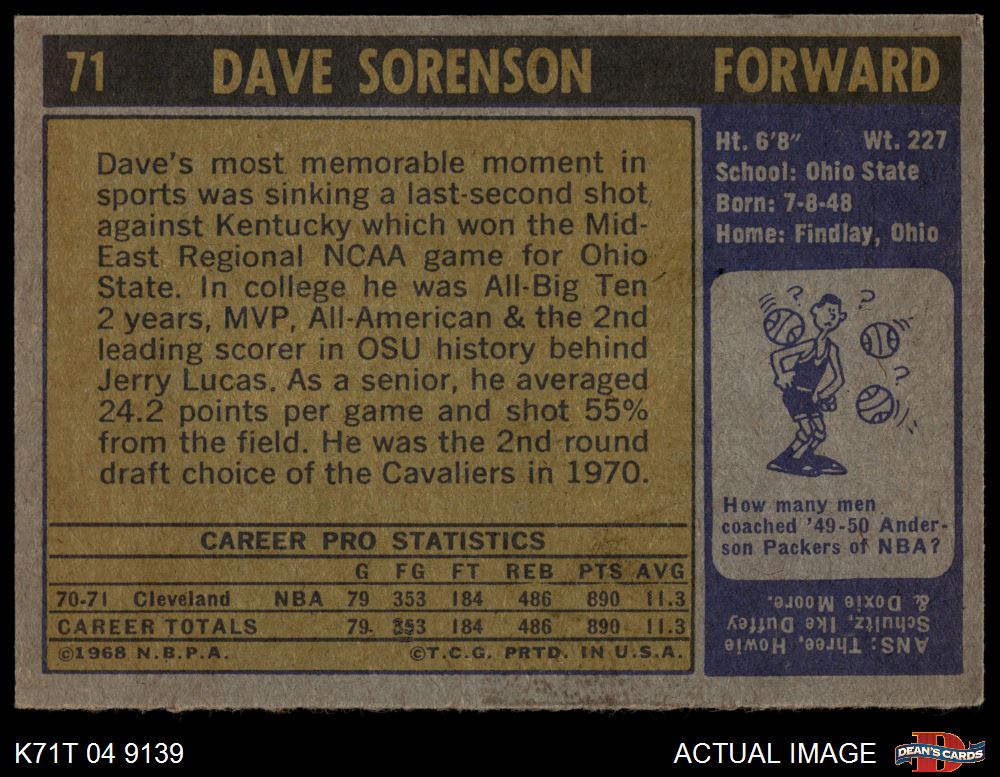 71 DAVE SORENSON FORWARD
Dave's most memorable moment in
sports was sinking a last-second shot
against Kentucky which won the Mid-
East Regional NCAA game for Ohio
State. In college he was All-Big Ten
2 years, MVP, All-American & the 2nd
leading scorer in OSU history behind
Jerry Lucas. As a senior, he averaged
24.2 points per game and shot 55%
from the field. He was the 2nd round
draft choice of the Cavaliers in 1970.
CAREER PRO STATISTICS
G FG FT REB PTS AVG
70-71 Cleveland NBA 79 353 184 486 890 11.3
CAREER TOTALS 79 353 184 486 890 11.3
©1968 N.B.P.A. ©T.C.G. PRTD. IN U.S.A.
Ht. 6'8" Wt. 227
School: Ohio State
Born: 7-8-48
Home: Findlay, Ohio
? ? ?
How many men
coached '49-50 Ander-
son Packers of NBA?
ANS: Three, Howie
Schultz, Ike Duffey
& Doxie Moore.
K71T 04 9139 ACTUAL IMAGE D DEAN'S CARDS